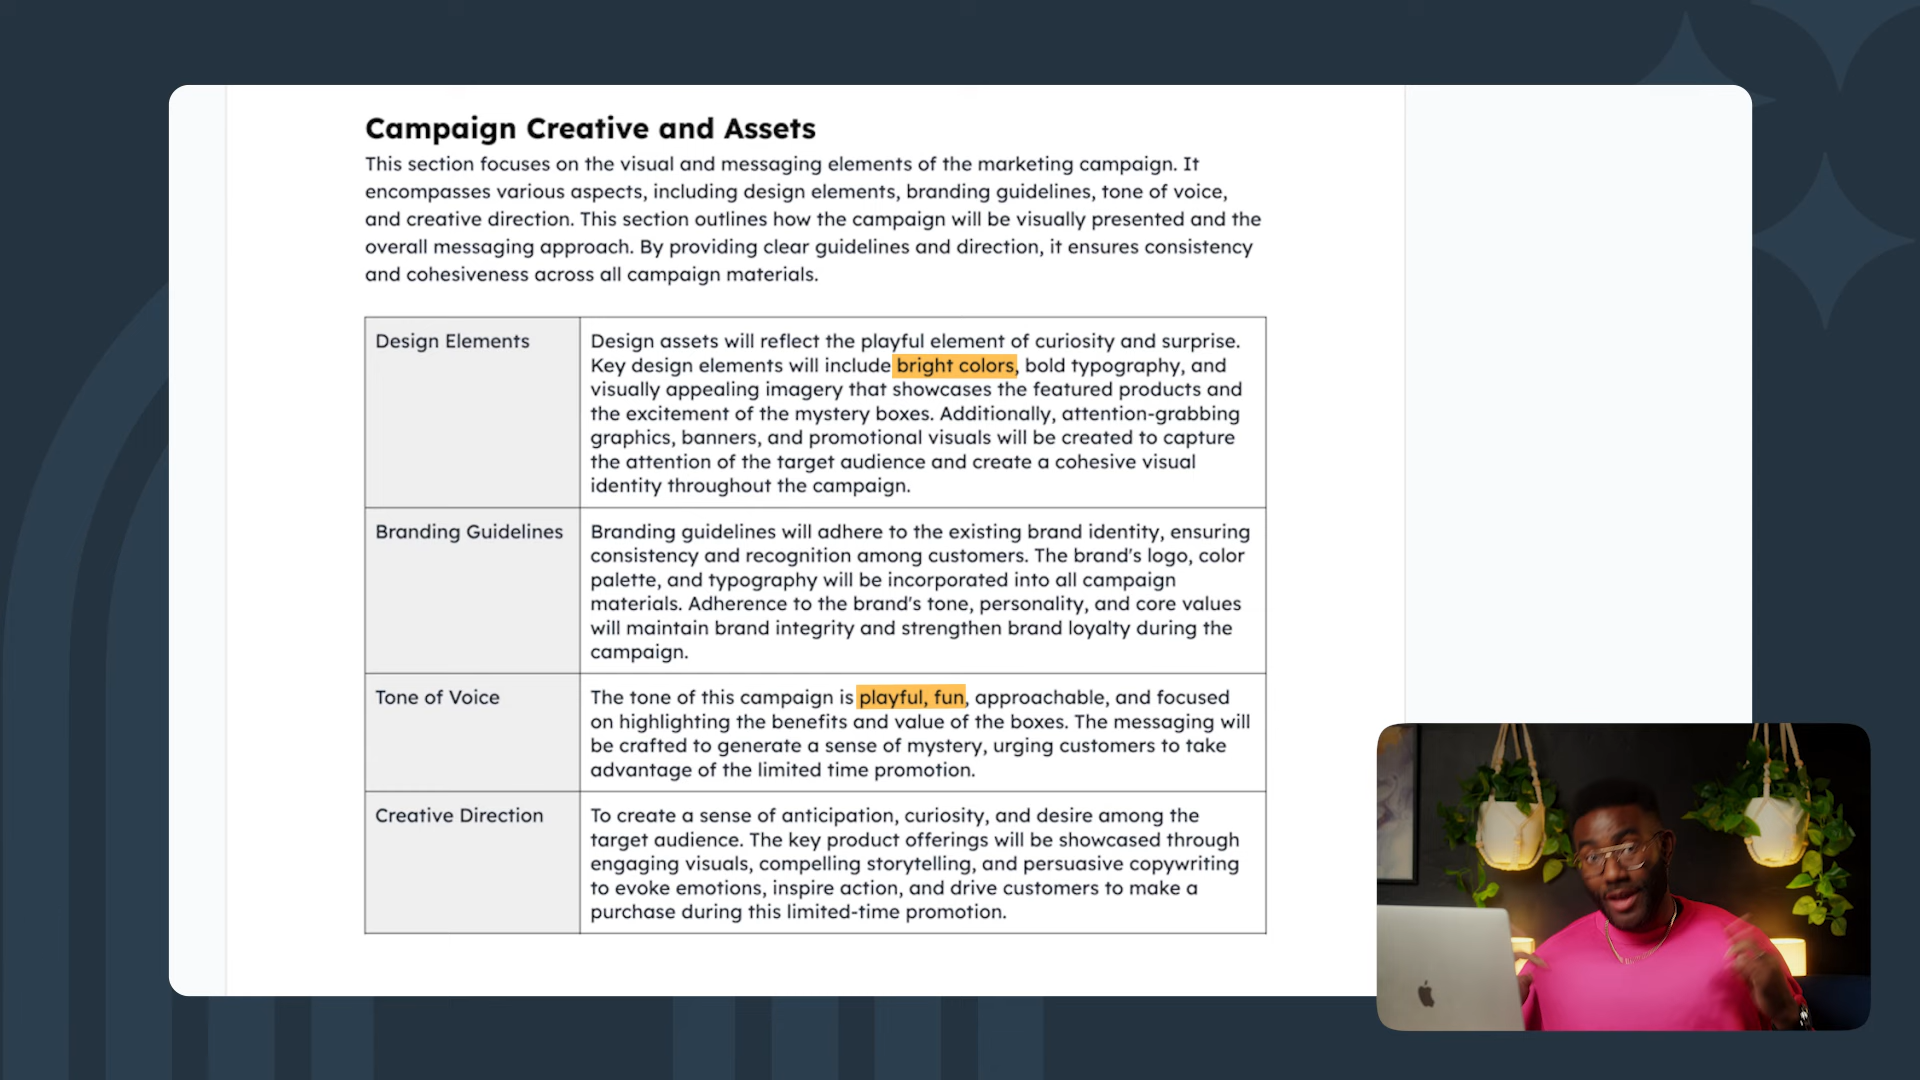 Campaign Creative and Assets
This section focuses on the visual and messaging elements of the marketing campaign. It
encompasses various aspects, including design elements, branding guidelines, tone of voice,
and creative direction. This section outlines how the campaign will be visually presented and the
overall messaging approach. By providing clear guidelines and direction, it ensures consistency
and cohesiveness across all campaign materials.
Design Elements
Design assets will reflect the playful element of curiosity and surprise.
Key design elements will include bright colors, bold typography, and
visually appealing imagery that showcases the featured products and
the excitement of the mystery boxes. Additionally, attention-grabbing
graphics, banners, and promotional visuals will be created to capture
the attention of the target audience and create a cohesive visual
identity throughout the campaign.
Branding Guidelines
Branding guidelines will adhere to the existing brand identity, ensuring
consistency and recognition among customers. The brand's logo, color
palette, and typography will be incorporated into all campaign
materials. Adherence to the brand's tone, personality, and core values
will maintain brand integrity and strengthen brand loyalty during the
campaign.
Tone of Voice
The tone of this campaign is playful, fun, approachable, and focused
on highlighting the benefits and value of the boxes. The messaging will
be crafted to generate a sense of mystery, urging customers to take
advantage of the limited time promotion.
Creative Direction
To create a sense of anticipation, curiosity, and desire among the
target audience. The key product offerings will be showcased through
engaging visuals, compelling storytelling, and persuasive copywriting
to evoke emotions, inspire action, and drive customers to make a
purchase during this limited-time promotion.